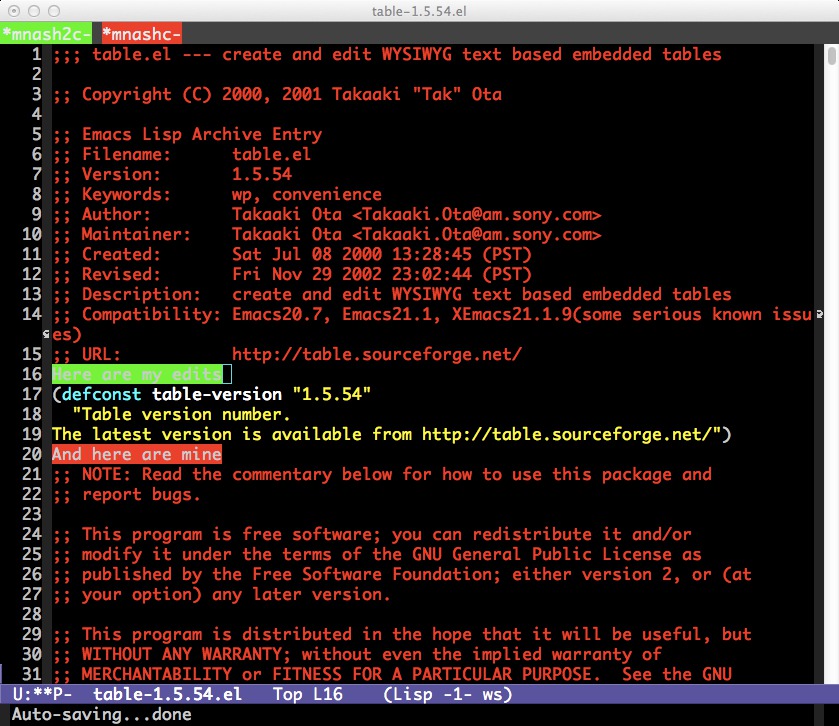 table-1.5.54.el
*mnash2c- *mnashc-
1 ;;; table.el --- create and edit WYSIWYG text based embedded tables
2
3 ;; Copyright (C) 2000, 2001 Takaaki "Tak" Ota
4
5 ;; Emacs Lisp Archive Entry
6 ;; Filename: table.el
7 ;; Version: 1.5.54
8 ;; Keywords: wp, convenience
9 ;; Author: Takaaki Ota <Takaaki.Ota@am.sony.com>
10 ;; Maintainer: Takaaki Ota <Takaaki.Ota@am.sony.com>
11 ;; Created: Sat Jul 08 2000 13:28:45 (PST)
12 ;; Revised: Fri Nov 29 2002 23:02:44 (PST)
13 ;; Description: create and edit WYSIWYG text based embedded tables
14 ;; Compatibility: Emacs20.7, Emacs21.1, XEmacs21.1.9(some serious known issu
es)
15 ;; URL: http://table.sourceforge.net/
16 Here are my edits
17 (defconst table-version "1.5.54"
18 "Table version number.
19 The latest version is available from http://table.sourceforge.net/")
20 And here are mine
21 ;; NOTE: Read the commentary below for how to use this package and
22 ;; report bugs.
23
24 ;; This program is free software; you can redistribute it and/or
25 ;; modify it under the terms of the GNU General Public License as
26 ;; published by the Free Software Foundation; either version 2, or (at
27 ;; your option) any later version.
28
29 ;; This program is distributed in the hope that it will be useful, but
30 ;; WITHOUT ANY WARRANTY; without even the implied warranty of
31 ;; MERCHANTABILITY or FITNESS FOR A PARTICULAR PURPOSE. See the GNU
U:**P- table-1.5.54.el Top L16 (Lisp -1- ws)
Auto-saving...done